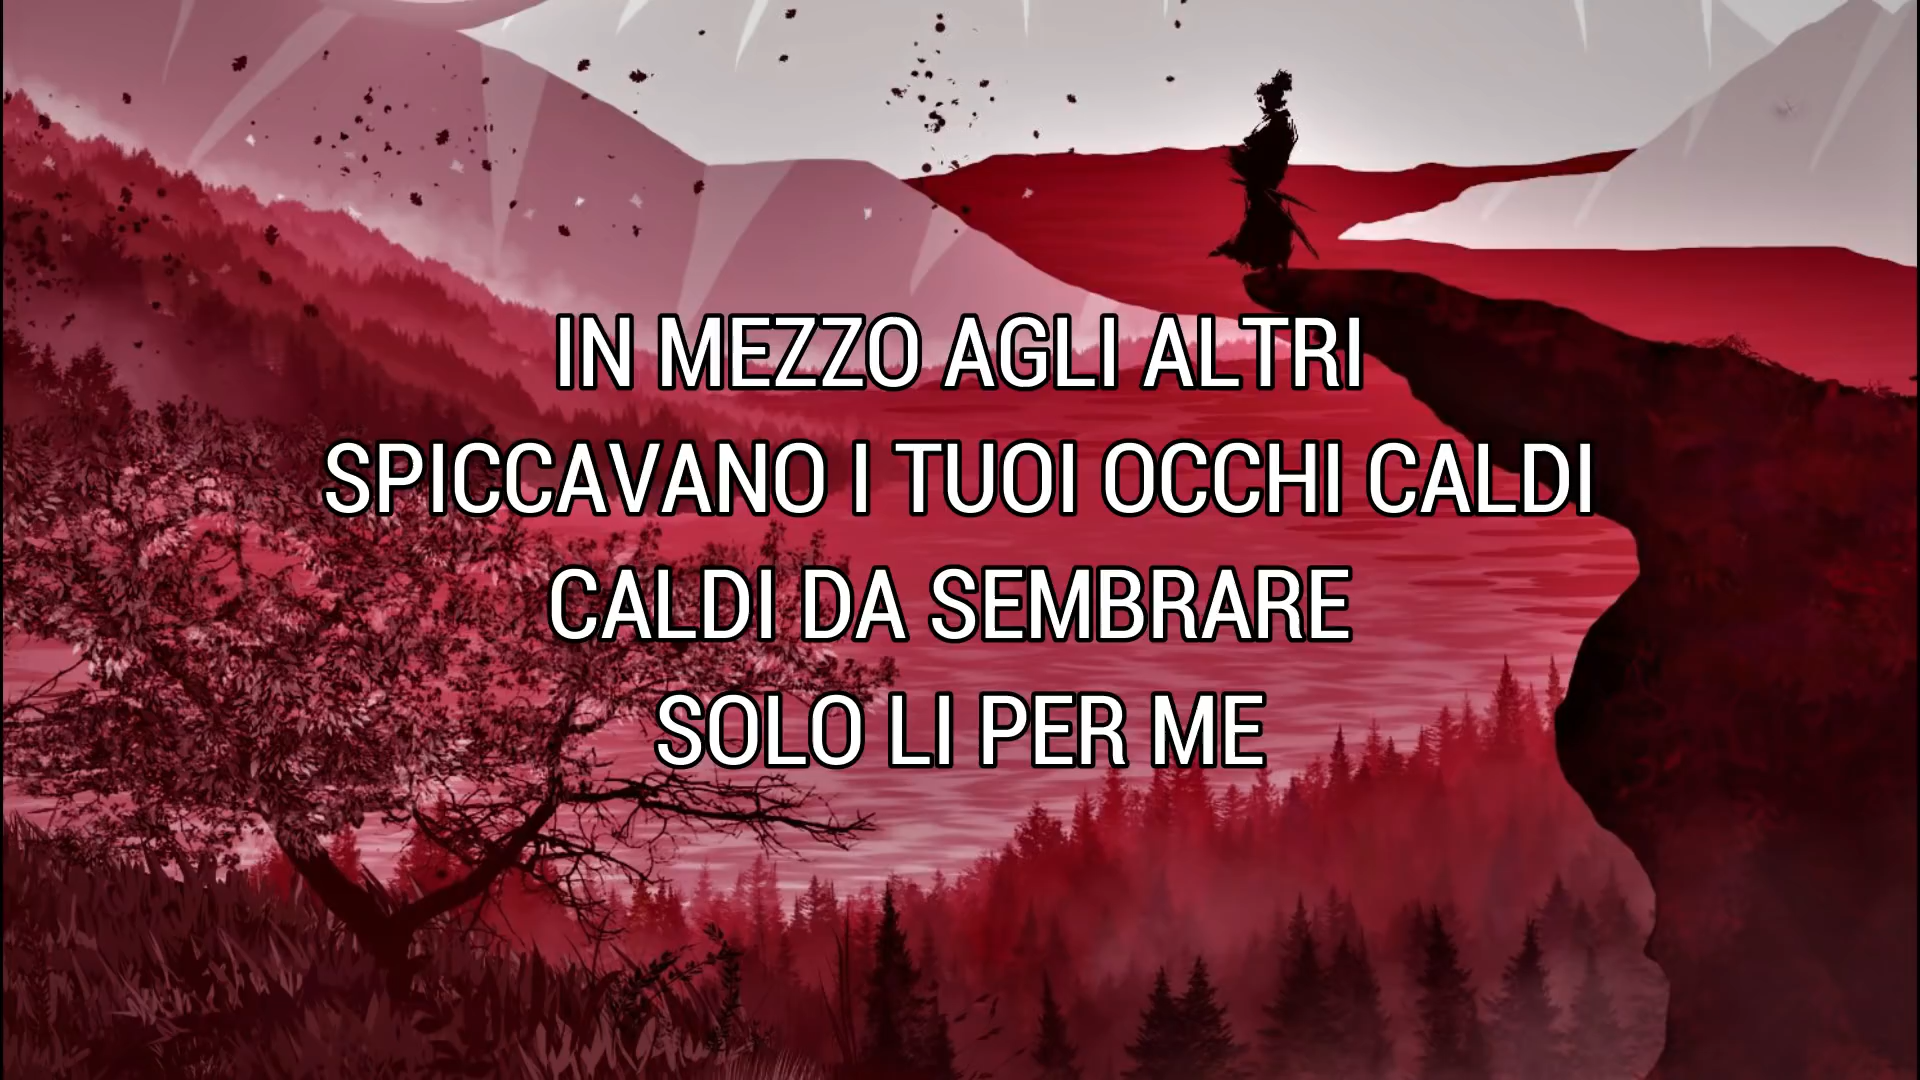 IN MEZZO AGLI ALTRI
SPICCAVANO I TUOI OCCHI CALDI
CALDI DA SEMBRARE
SOLO LI PER ME